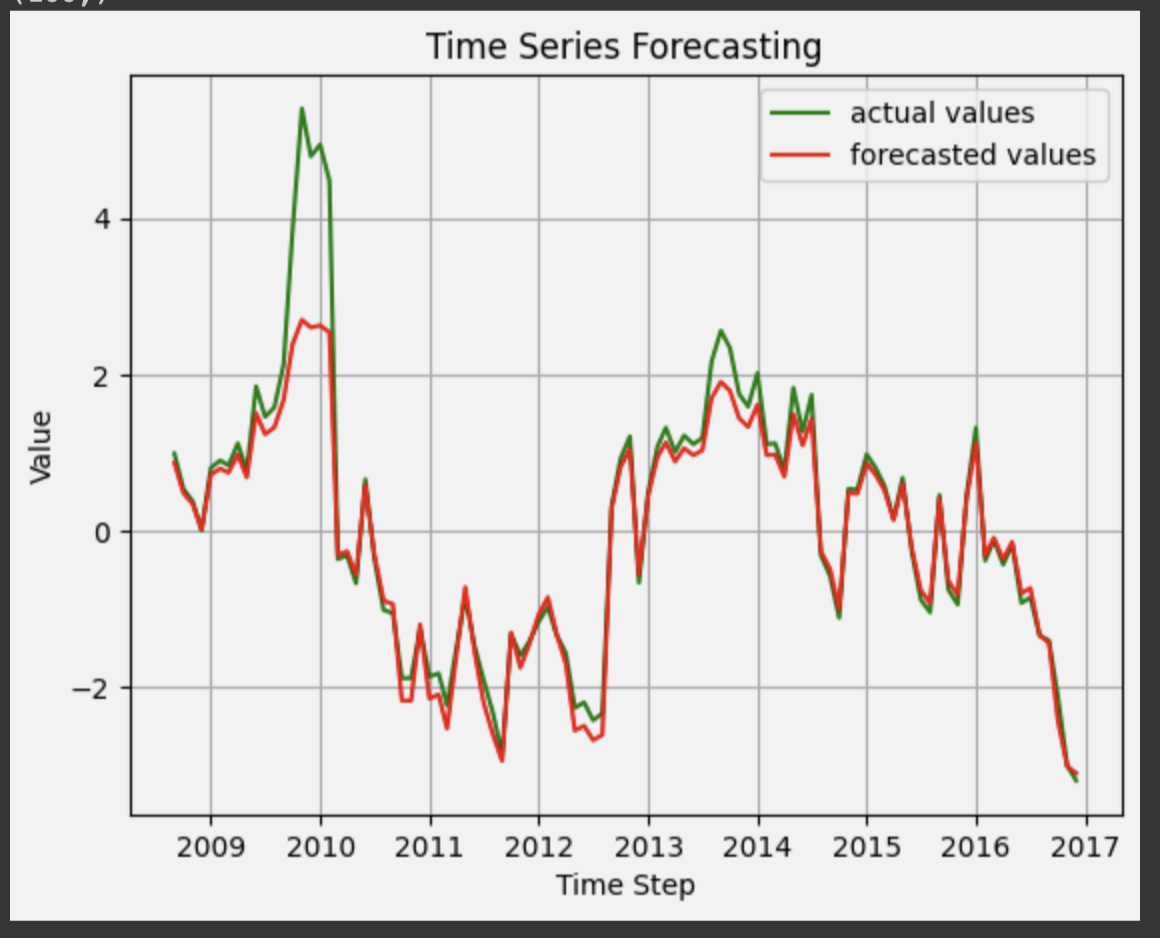 Time Series Forecasting
actual values
forecasted values
4
2
0
−2
Value
2009 2010 2011 2012 2013 2014 2015 2016 2017
Time Step